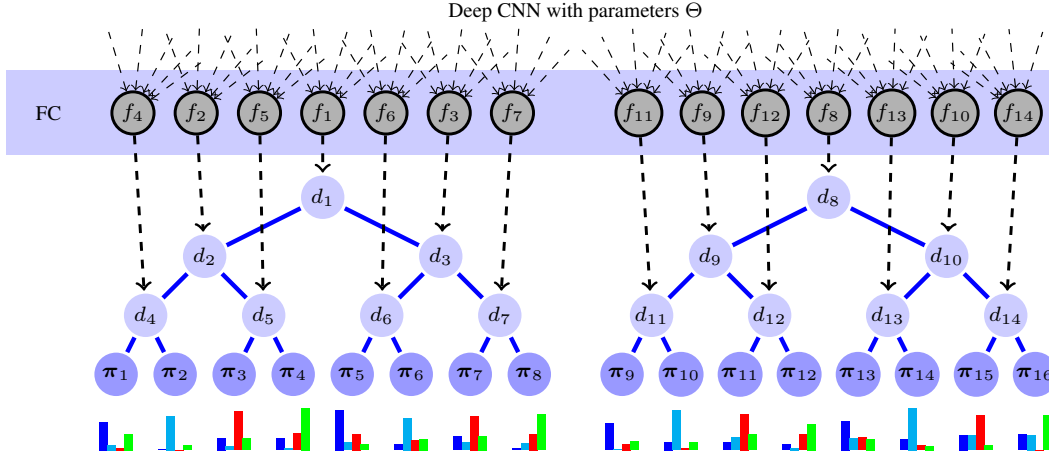 Deep CNN with parameters Θ
FC f₄ f₂ f₅ f₁ f₆ f₃ f₇ f₁₁ f₉ f₁₂ f₈ f₁₃ f₁₀ f₁₄
d₁ d₈
d₂ d₃ d₉ d₁₀
d₄ d₅ d₆ d₇ d₁₁ d₁₂ d₁₃ d₁₄
π₁ π₂ π₃ π₄ π₅ π₆ π₇ π₈ π₉ π₁₀ π₁₁ π₁₂ π₁₃ π₁₄ π₁₅ π₁₆